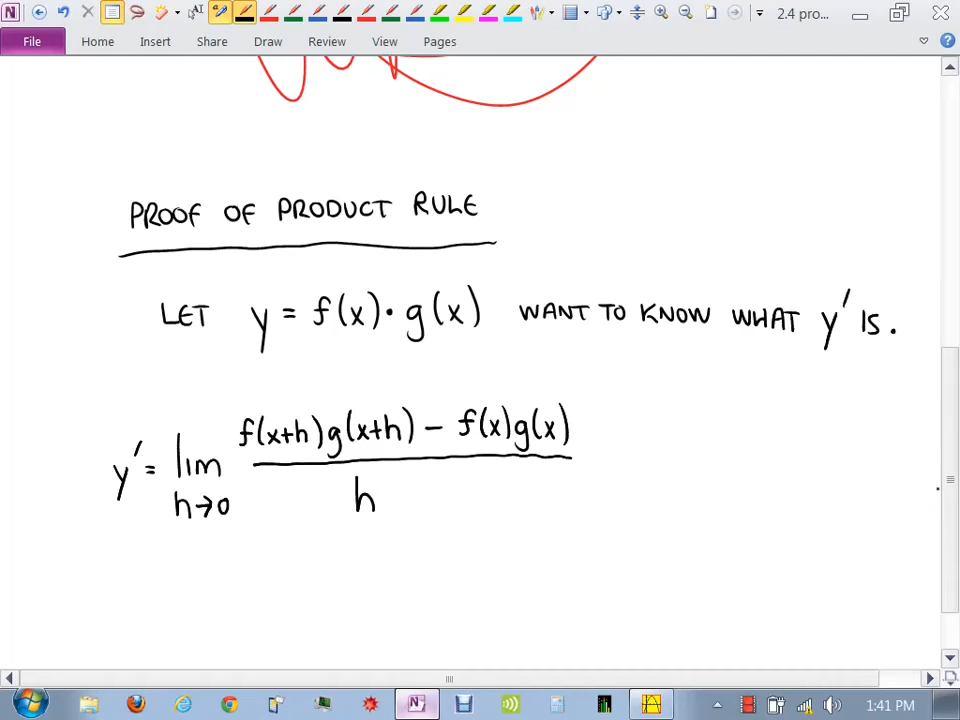 2.4 pro...
File Home Insert Share Draw Review View Pages
PROOF OF PRODUCT RULE
LET y = f(x)·g(x) WANT TO KNOW WHAT y' IS.
f(x+h)g(x+h) − f(x)g(x)
y' = lim
h→0 h
1:41 PM